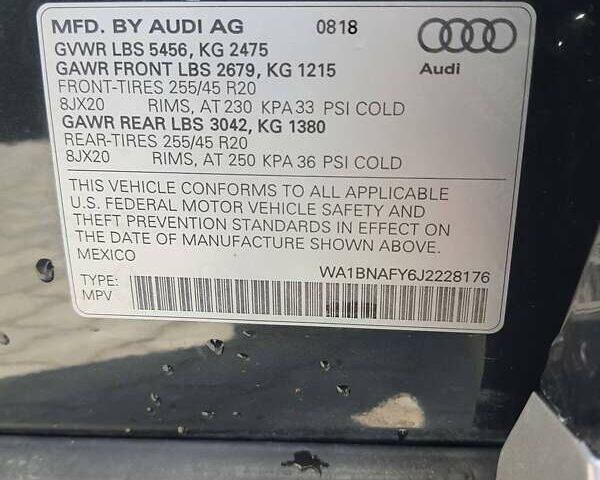 MFD. BY AUDI AG 0818
GVWR LBS 5456, KG 2475
GAWR FRONT LBS 2679, KG 1215
Audi
FRONT-TIRES 255/45 R20
8JX20 RIMS, AT 230 KPA 33 PSI COLD
GAWR REAR LBS 3042, KG 1380
REAR-TIRES 255/45 R20
8JX20 RIMS, AT 250 KPA 36 PSI COLD
THIS VEHICLE CONFORMS TO ALL APPLICABLE
U.S. FEDERAL MOTOR VEHICLE SAFETY AND
THEFT PREVENTION STANDARDS IN EFFECT ON
THE DATE OF MANUFACTURE SHOWN ABOVE.
MEXICO
WA1BNAFY6J2228176
TYPE:
MPV